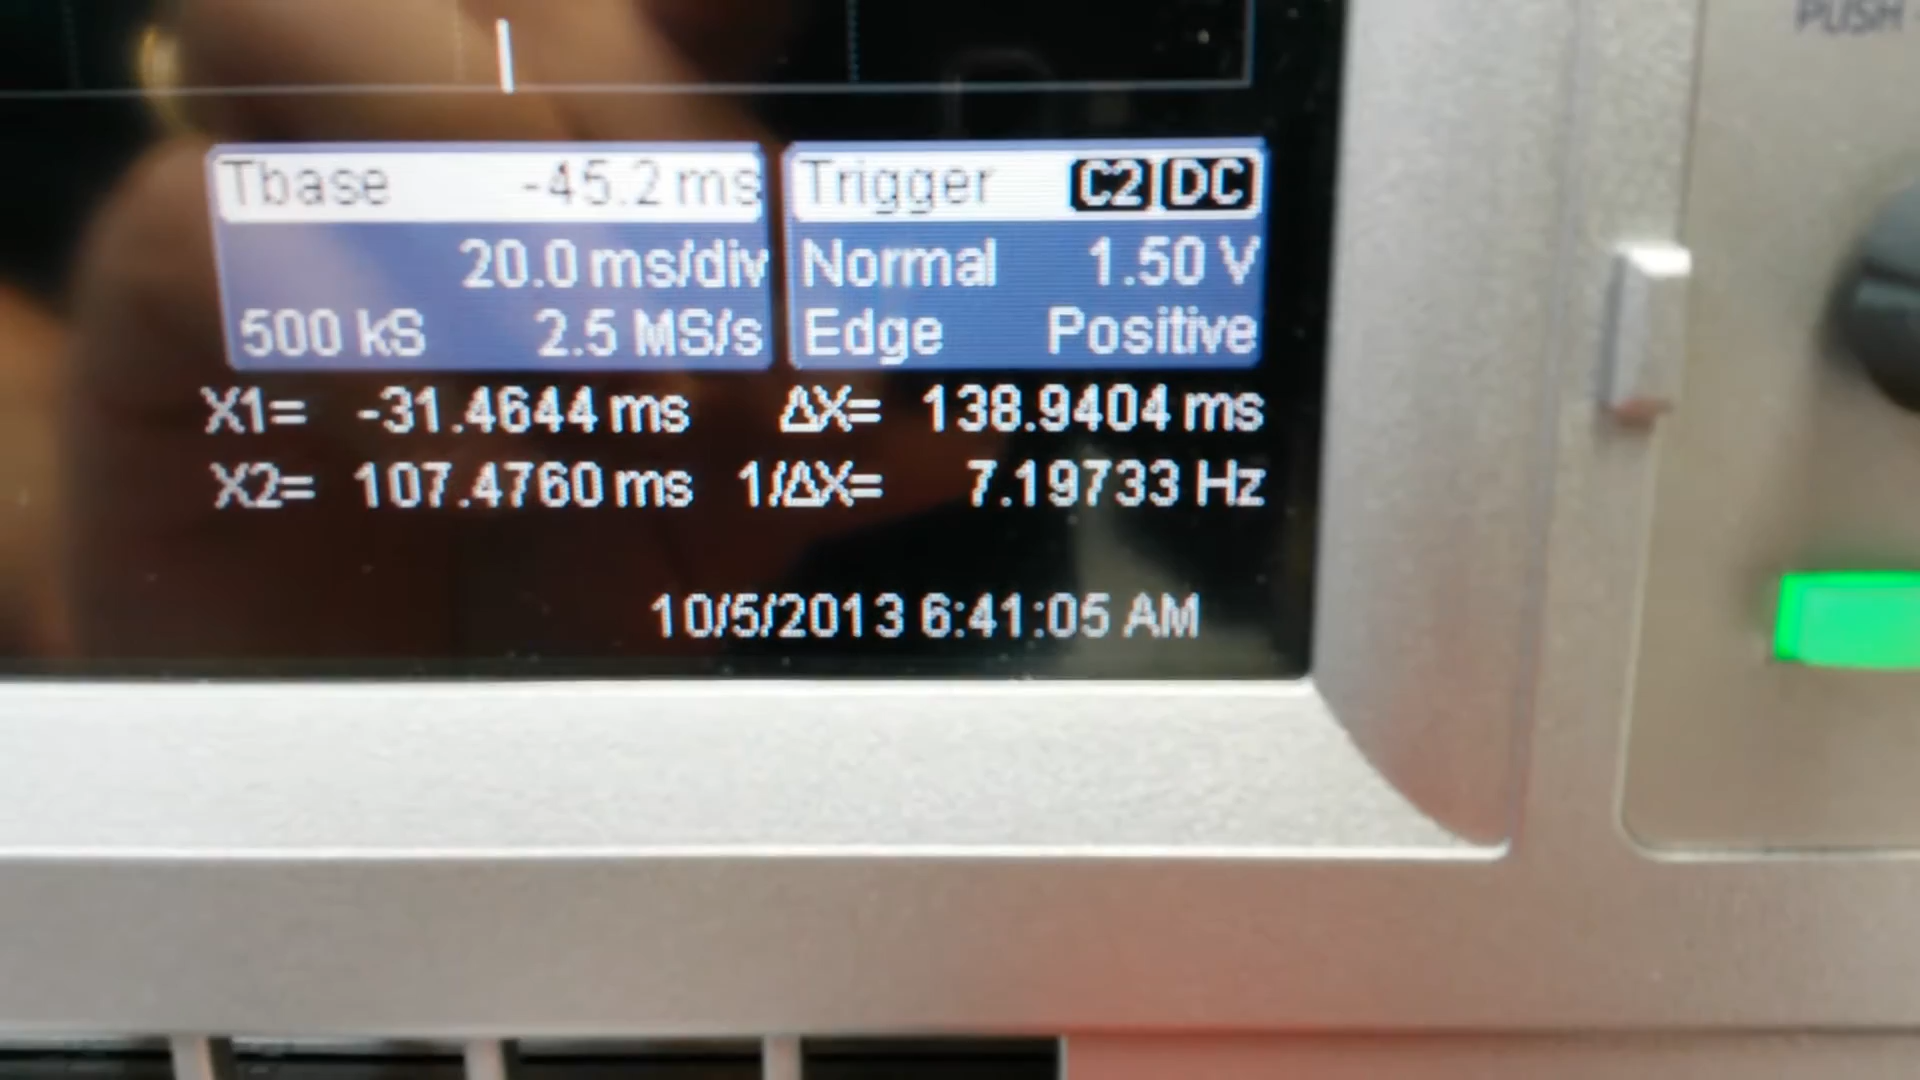 PUSH
Tbase -45.2 ms
20.0 ms/div
500 kS 2.5 MS/s
Trigger C2 DC
Normal 1.50 V
Edge Positive
X1= -31.4644 ms ΔX= 138.9404 ms
X2= 107.4760 ms 1/ΔX= 7.19733 Hz
10/5/2013 6:41:05 AM